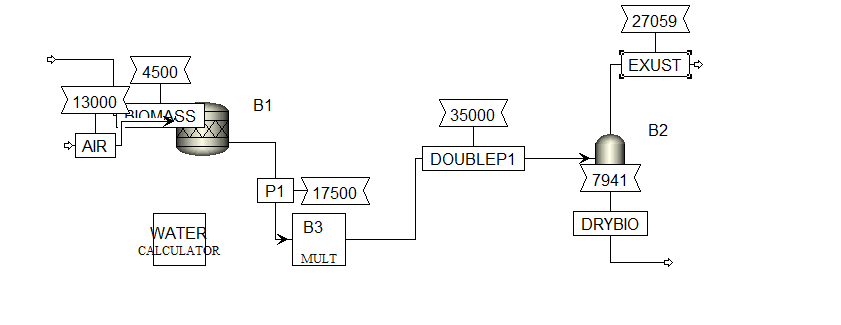 27059
4500
EXUST
13000
BIOMASS
B1
35000
B2
AIR
DOUBLEP1
7941
P1
17500
DRYBIO
B3
WATER
CALCULATOR
MULT